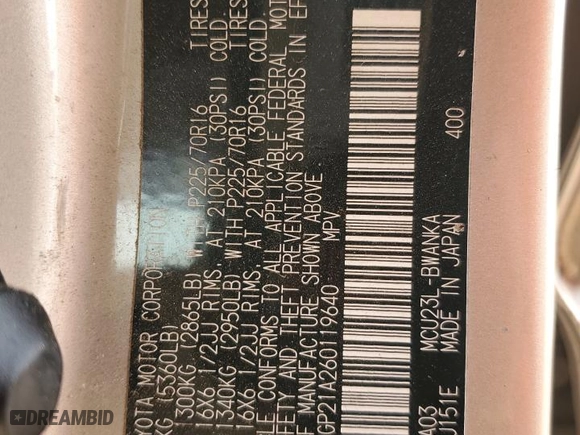 YOTA MOTOR CORPORATION
KG (5360LB)
1300KG (2865LB) WITH P225/70R16 TIRES
16X6 1/2JJ RIMS, AT 210KPA (30PSI) COLD
1340KG (2950LB) WITH P225/70R16 TIRES
16X6 1/2JJ RIMS, AT 210KPA (30PSI) COLD
LE CONFORMS TO ALL APPLICABLE FEDERAL MOT
FETY AND THEFT PREVENTION STANDARDS IN EF
F MANUFACTURE SHOWN ABOVE.
GP21A260119640 MPV
MCU23L-BWANKA
A03 MADE IN JAPAN 400
U151E
DREAMBID